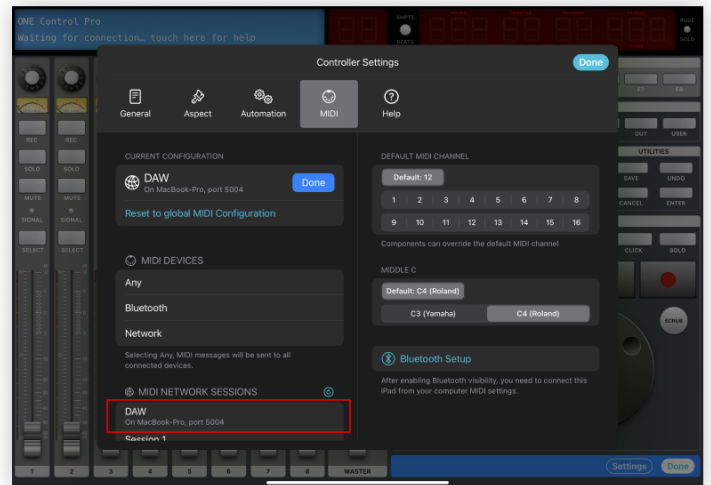 ONE Control Pro
Waiting for connection… touch here for help
SMPTE
BEATS
RUDE
SOLO
Controller Settings
Done
General
Aspect
Automation
MIDI
Help
CURRENT CONFIGURATION
DAW
On MacBook-Pro, port 5004
Done
Reset to global MIDI Configuration
MIDI DEVICES
Any
Bluetooth
Network
Selecting Any, MIDI messages will be sent to all
connected devices.
MIDI NETWORK SESSIONS
DAW
On MacBook-Pro, port 5004
Session 1
DEFAULT MIDI CHANNEL
Default: 12
1 2 3 4 5 6 7 8
9 10 11 12 13 14 15 16
Components can override the default MIDI channel
MIDDLE C
Default: C4 (Roland)
C3 (Yamaha)
C4 (Roland)
Bluetooth Setup
After enabling Bluetooth visibility, you need to connect this
iPad from your computer MIDI settings.
REC REC
SOLO SOLO
MUTE MUTE
SIGNAL SIGNAL
SELECT SELECT
F7 F8
OUT USER
UTILITIES
SAVE UNDO
CANCEL ENTER
CLICK SOLO
SCRUB
1 2 3 4 5 6 7 8 MASTER
Settings
Done